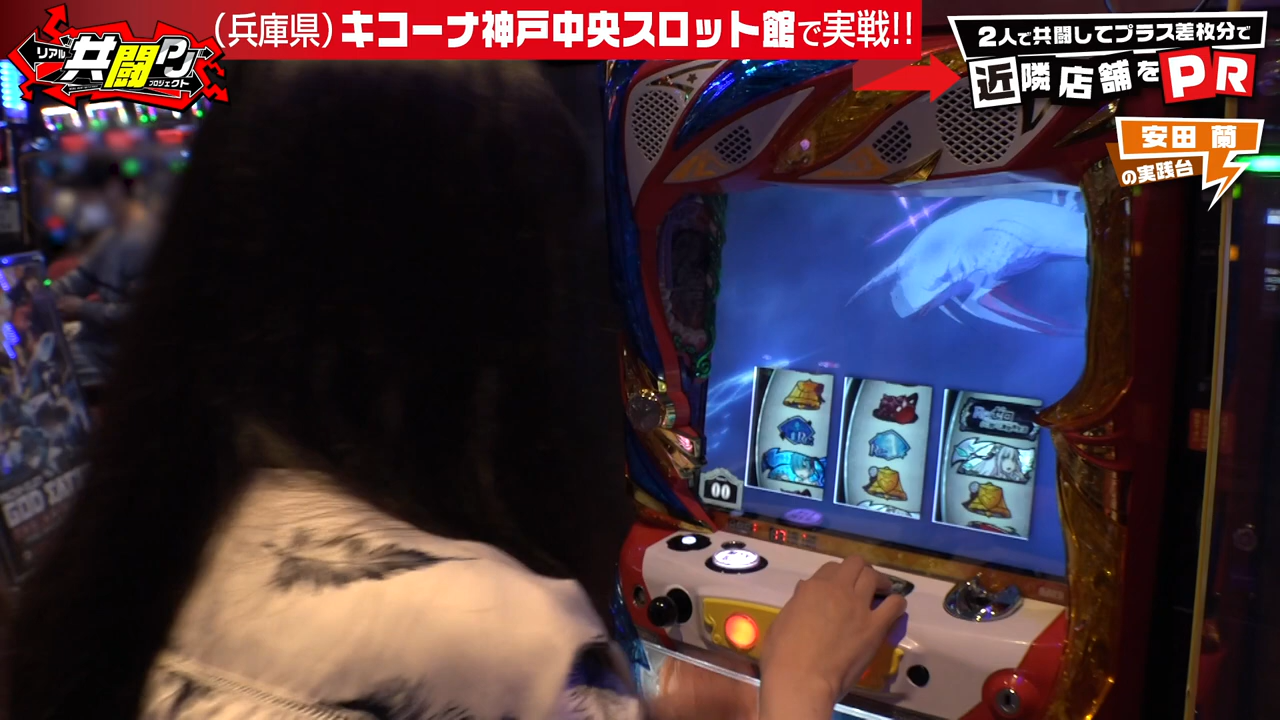 リアル
共闘PJ
プロジェクト
(兵庫県)キコーナ神戸中央スロット館で実戦!!
2人で共闘してプラス差枚分で
近隣店舗をPR
安田 蘭
の実践台
00